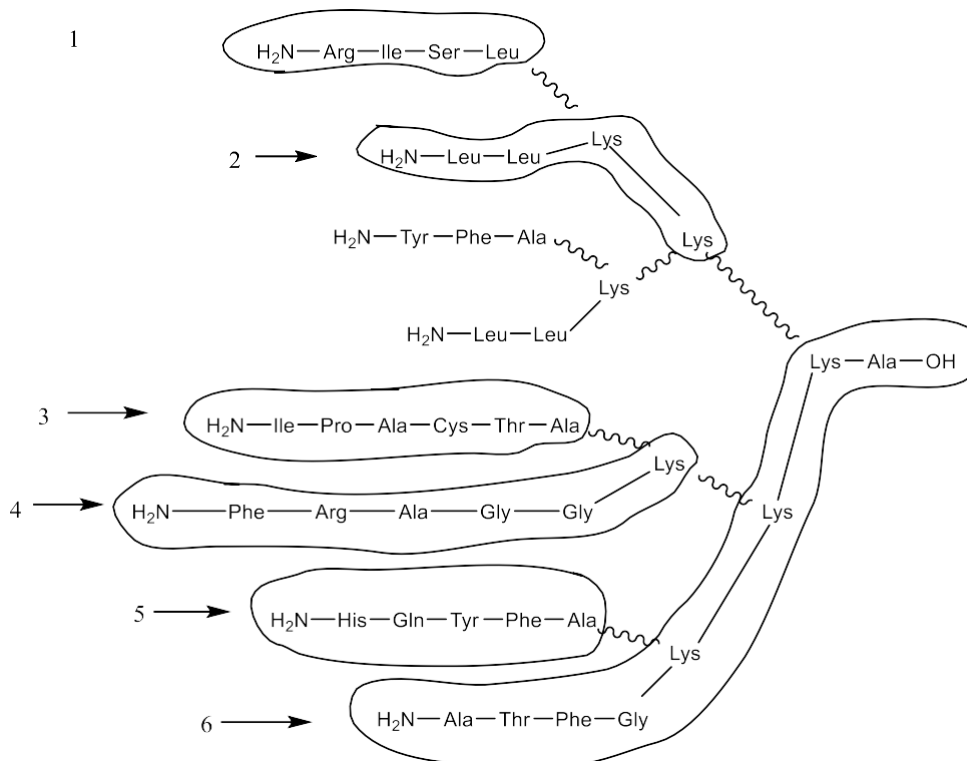 1
H₂N—Arg—Ile—Ser—Leu
2
H₂N—Leu—Leu
Lys
Lys
H₂N—Tyr—Phe—Ala
Lys
H₂N—Leu—Leu
Lys—Ala—OH
3
H₂N—Ile—Pro—Ala—Cys—Thr—Ala
Lys
4
H₂N—Phe—Arg—Ala—Gly—Gly
Lys
5
H₂N—His—Gln—Tyr—Phe—Ala
Lys
6
H₂N—Ala—Thr—Phe—Gly